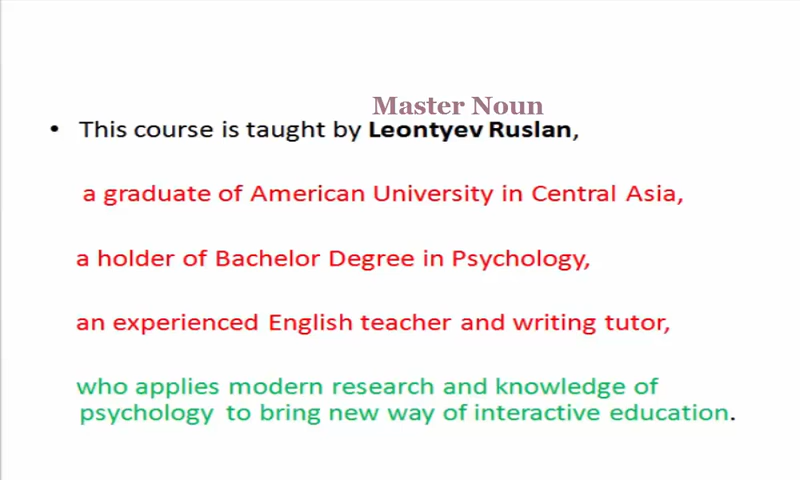 Master Noun
• This course is taught by Leontyev Ruslan,
a graduate of American University in Central Asia,
a holder of Bachelor Degree in Psychology,
an experienced English teacher and writing tutor,
who applies modern research and knowledge of
psychology to bring new way of interactive education.